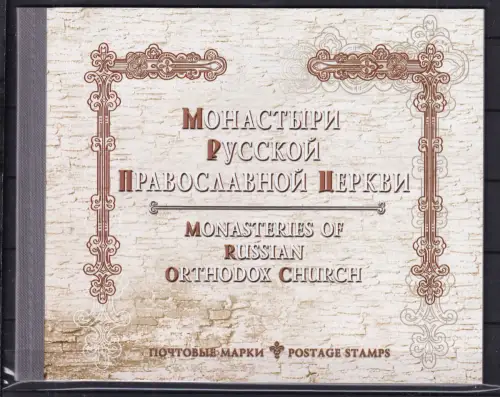 МОНАСТЫРИ
РУССКОЙ
ПРАВОСЛАВНОЙ ЦЕРКВИ
MONASTERIES OF
RUSSIAN
ORTHODOX CHURCH
ПОЧТОВЫЕ МАРКИ POSTAGE STAMPS